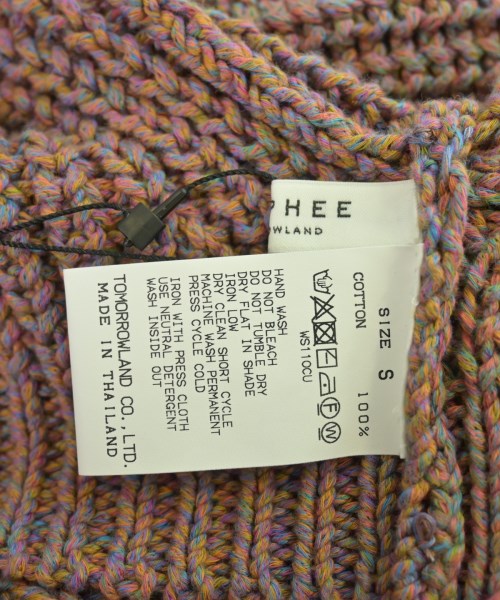 PHEE
ROWLAND
SIZE S
COTTON 100%
WS110CU
HAND WASH
DO NOT BLEACH
DO NOT TUMBLE DRY
DRY FLAT IN SHADE
IRON LOW
DRY CLEAN SHORT CYCLE
MACHINE WASH PERMANENT
PRESS CYCLE COLD
IRON WITH PRESS CLOTH
USE NEUTRAL DETERGENT
WASH INSIDE OUT
TOMORROWLAND CO.,LTD.
MADE IN THAILAND